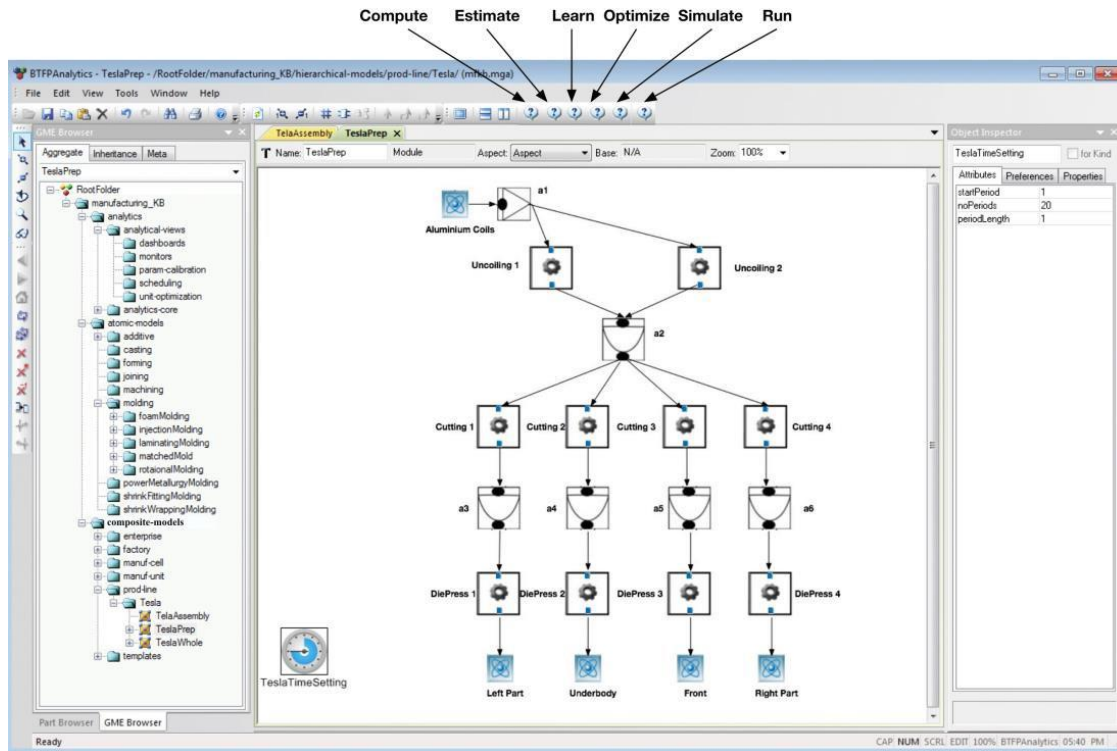 Compute Estimate Learn Optimize Simulate Run
BTFPAnalytics - TeslaPrep - /RootFolder/manufacturing_KB/hierarchical-models/prod-line/Tesla/ (mfkb.mga)
File Edit View Tools Window Help
GME Browser
Aggregate Inheritance Meta
TeslaPrep
RootFolder
manufacturing_KB
analytics
analytical-views
dashboards
monitors
param-calibration
scheduling
unit-optimization
analytics-core
atomic-models
additive
casting
forming
joining
machining
molding
foamMolding
injectionMolding
laminatingMolding
matchedMold
rotaionalMolding
powerMetallurgyMolding
shrinkFittingMolding
shrinkWrappingMolding
composite-models
enterprise
factory
manuf-cell
manuf-unit
prod-line
Tesla
TelaAssembly
TeslaPrep
TeslaWhole
templates
Part Browser GME Browser
TelaAssembly TeslaPrep X
Name: TeslaPrep Module Aspect: Aspect Base: N/A Zoom: 100%
a1
Aluminium Coils
Uncoiling 1 Uncoiling 2
a2
Cutting 1 Cutting 2 Cutting 3 Cutting 4
a3 a4 a5 a6
DiePress 1 DiePress 2 DiePress 3 DiePress 4
TeslaTimeSetting
Left Part Underbody Front Right Part
Object Inspector
TeslaTimeSetting for Kind
Attributes Preferences Properties
startPeriod 1
noPeriods 20
periodLength 1
Ready
CAP NUM SCRL EDIT 100% BTFPAnalytics 05:40 PM